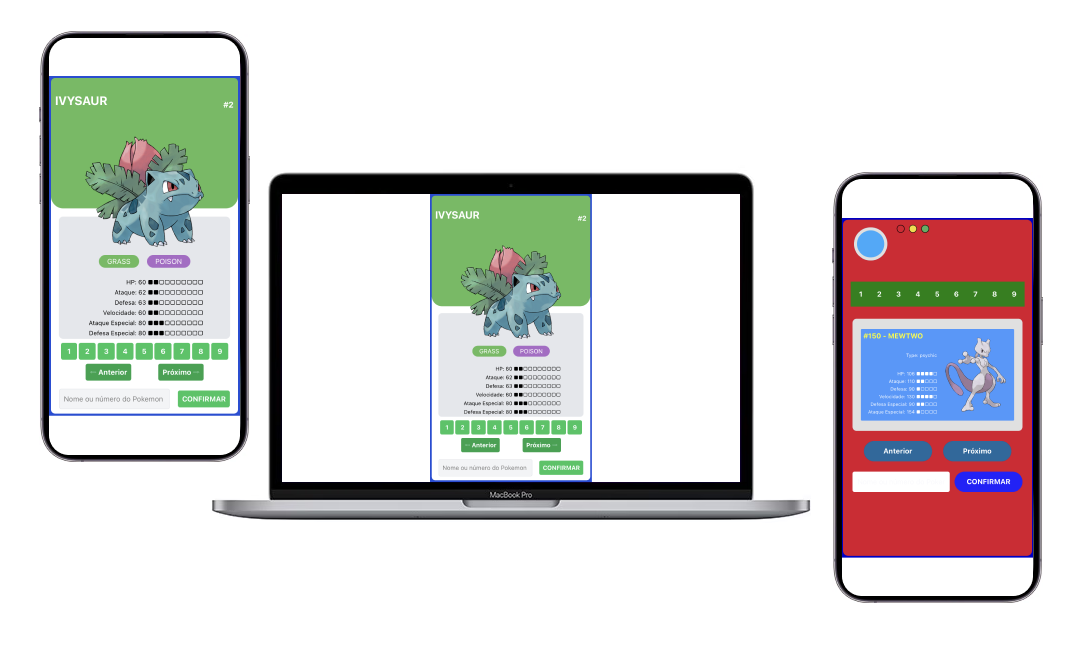 IVYSAUR
#2
GRASS POISON
HP: 60
Ataque: 62
Defesa: 63
Velocidade: 60
Ataque Especial: 80
Defesa Especial: 80
1 2 3 4 5 6 7 8 9
Anterior Próximo
Nome ou número do Pokemon CONFIRMAR
IVYSAUR
#2
GRASS POISON
HP: 60
Ataque: 62
Defesa: 63
Velocidade: 60
Ataque Especial: 80
Defesa Especial: 80
1 2 3 4 5 6 7 8 9
Anterior Próximo
Nome ou número do Pokemon CONFIRMAR
MacBook Pro
1 2 3 4 5 6 7 8 9
#150 - MEWTWO
Type: psychic
HP: 106
Ataque: 110
Defesa: 90
Velocidade: 130
Defesa Especial: 90
Ataque Especial: 154
Anterior Próximo
CONFIRMAR